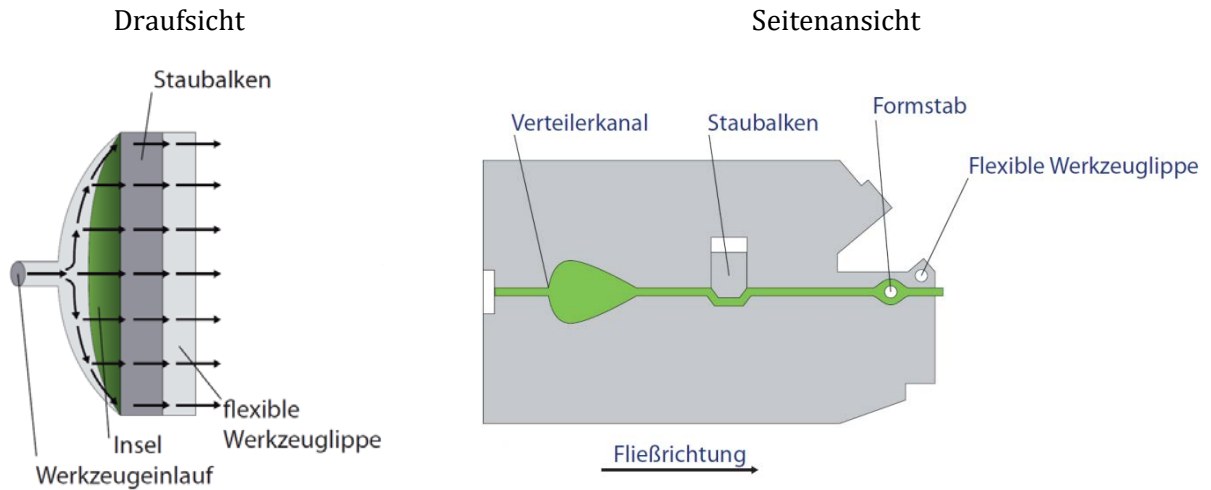 Draufsicht
Seitenansicht
Staubalken
flexible
Werkzeuglippe
Insel
Werkzeugeinlauf
Verteilerkanal
Staubalken
Formstab
Flexible Werkzeuglippe
Fließrichtung